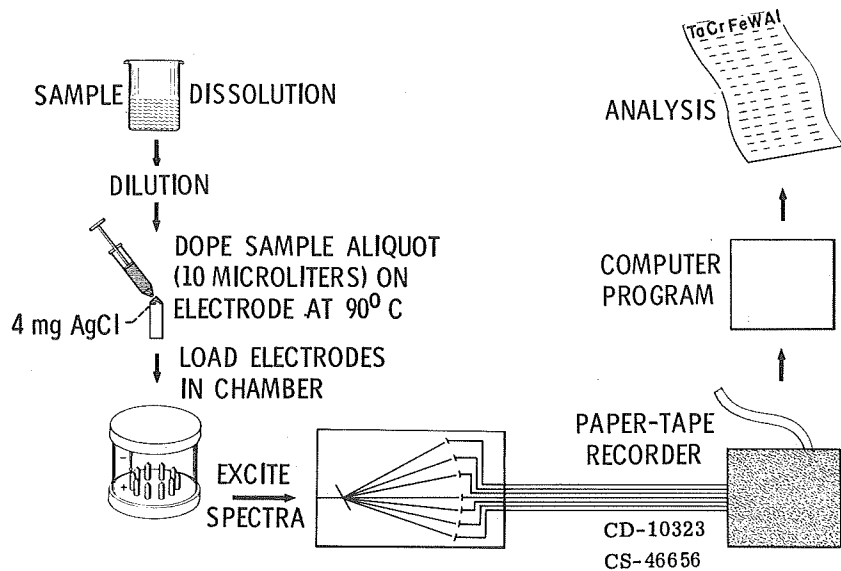 SAMPLE DISSOLUTION
DILUTION
DOPE SAMPLE ALIQUOT
(10 MICROLITERS) ON
ELECTRODE AT 90⁰ C
4 mg AgCl
LOAD ELECTRODES
IN CHAMBER
−
+
EXCITE
SPECTRA
PAPER-TAPE
RECORDER
CD-10323
CS-46656
COMPUTER
PROGRAM
ANALYSIS
TaCrFeWAl